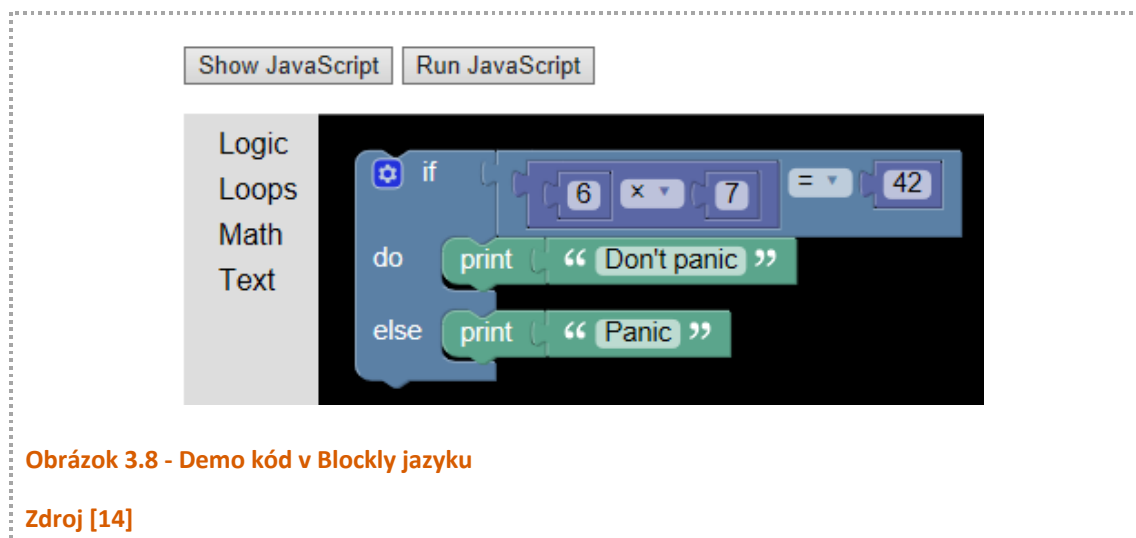 Show JavaScript Run JavaScript
Logic
Loops
Math
Text
if 6 × 7 = 42
do print “ Don't panic ”
else print “ Panic ”
Obrázok 3.8 - Demo kód v Blockly jazyku
Zdroj [14]